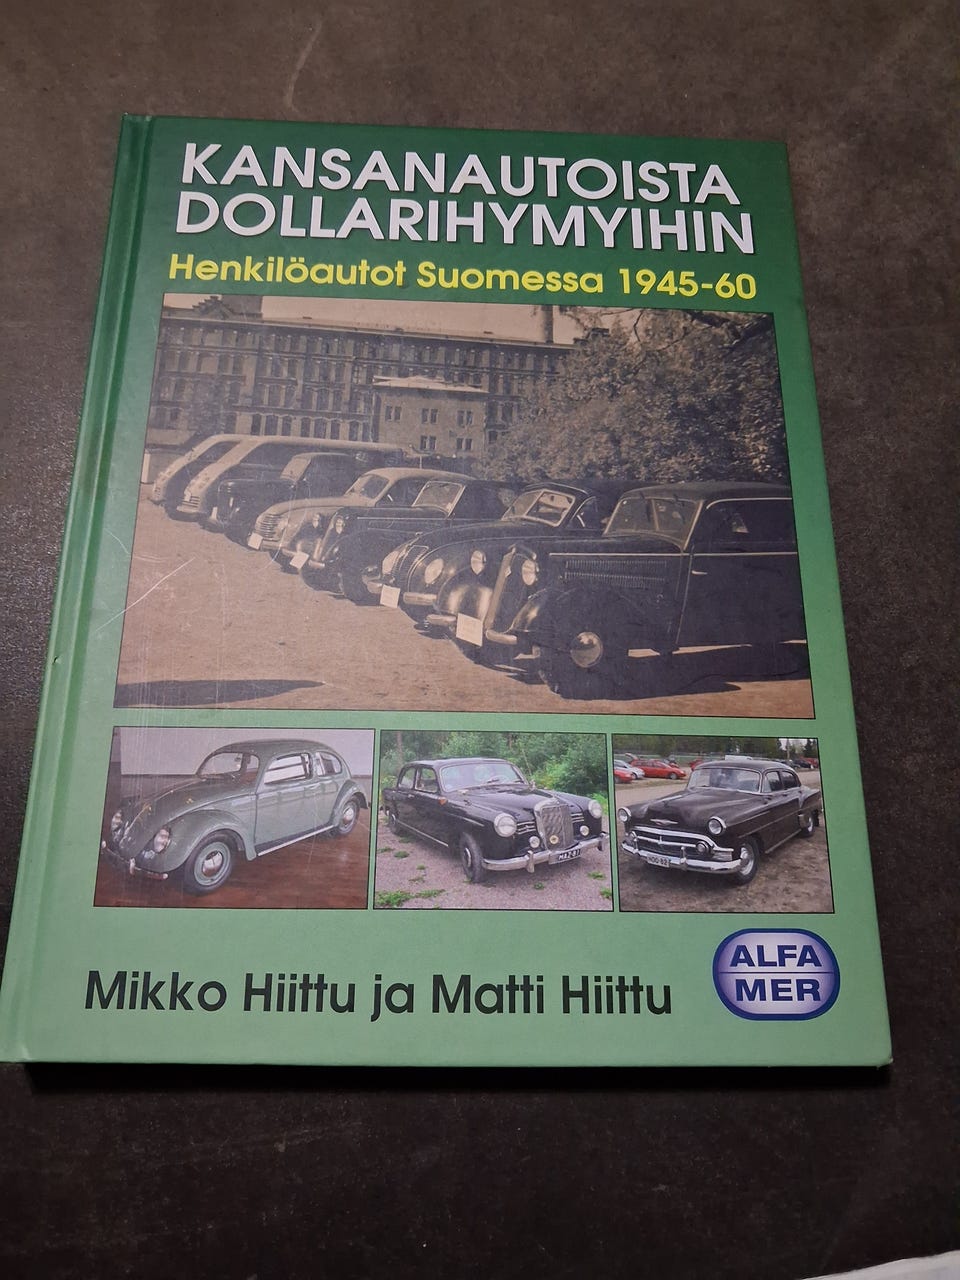 KANSANAUTOISTA
DOLLARIHYMYIHIN
Henkilöautot Suomessa 1945-60
Mikko Hiittu ja Matti Hiittu
ALFA
MER